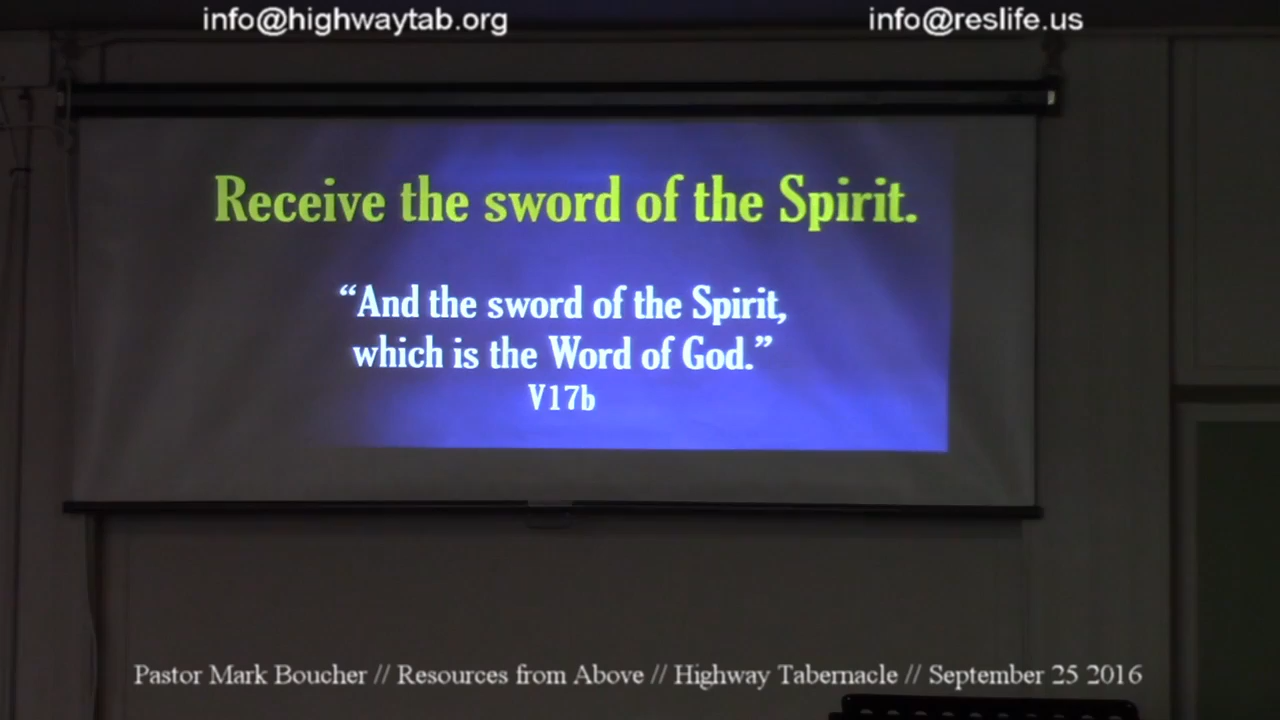 info@highwaytab.org
info@reslife.us
Receive the sword of the Spirit.
“And the sword of the Spirit,
which is the Word of God.”
V17b
Pastor Mark Boucher // Resources from Above // Highway Tabernacle // September 25 2016